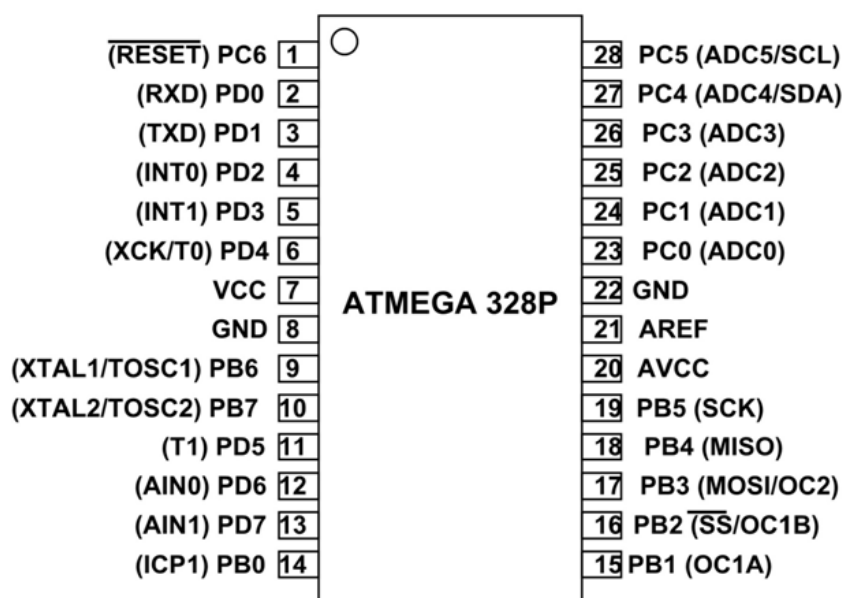 (RESET) PC6 1
(RXD) PD0 2
(TXD) PD1 3
(INT0) PD2 4
(INT1) PD3 5
(XCK/T0) PD4 6
VCC 7
GND 8
(XTAL1/TOSC1) PB6 9
(XTAL2/TOSC2) PB7 10
(T1) PD5 11
(AIN0) PD6 12
(AIN1) PD7 13
(ICP1) PB0 14
ATMEGA 328P
28 PC5 (ADC5/SCL)
27 PC4 (ADC4/SDA)
26 PC3 (ADC3)
25 PC2 (ADC2)
24 PC1 (ADC1)
23 PC0 (ADC0)
22 GND
21 AREF
20 AVCC
19 PB5 (SCK)
18 PB4 (MISO)
17 PB3 (MOSI/OC2)
16 PB2 (SS/OC1B)
15 PB1 (OC1A)